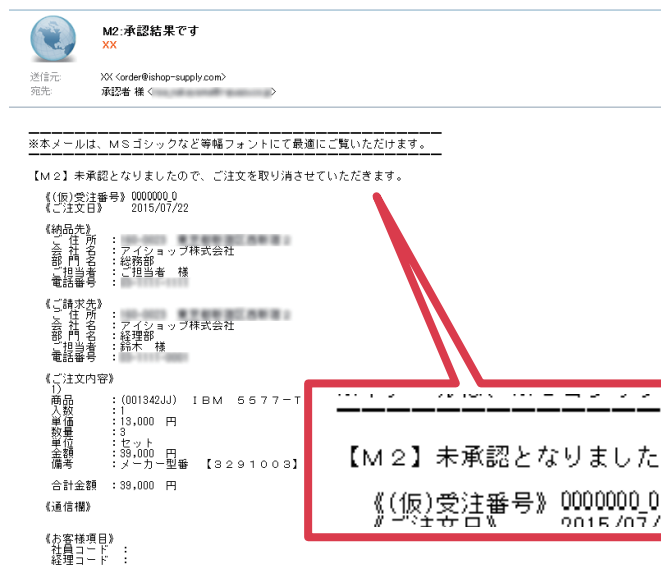 M2:承認結果です
XX
送信元: XX <order@ishop-supply.com>
宛先: 承認者 様 <
※本メールは、ＭＳゴシックなど等幅フォントにて最適にご覧いただけます。
【Ｍ２】未承認となりましたので、ご注文を取り消させていただきます。
《(仮)受注番号》 0000000_0
《ご注文日》 2015/07/22
《納品先》
ご 住 所 ：
会 社 名 ：アイショップ株式会社
部 門 名 ：総務部
ご担当者 ：ご担当者 様
電話番号 ：
《ご請求先》
ご 住 所 ：
会 社 名 ：アイショップ株式会社
部 門 名 ：経理部
ご担当者 ：鈴木 様
電話番号 ：
《ご注文内容》
1)
商品 ：(001342JJ) ＩＢＭ ５５７７－Ｔ
入数 ：1
単価 ：13,000 円
数量 ：3
単位 ：セット
金額 ：39,000 円
備考 ：メーカー型番 【３２９１００３】
合計金額 ：39,000 円
《通信欄》
《お客様項目》
社員コード ：
経理コード ：
【Ｍ２】未承認となりました
《(仮)受注番号》 0000000_0
《ご注文日》 2015/07/